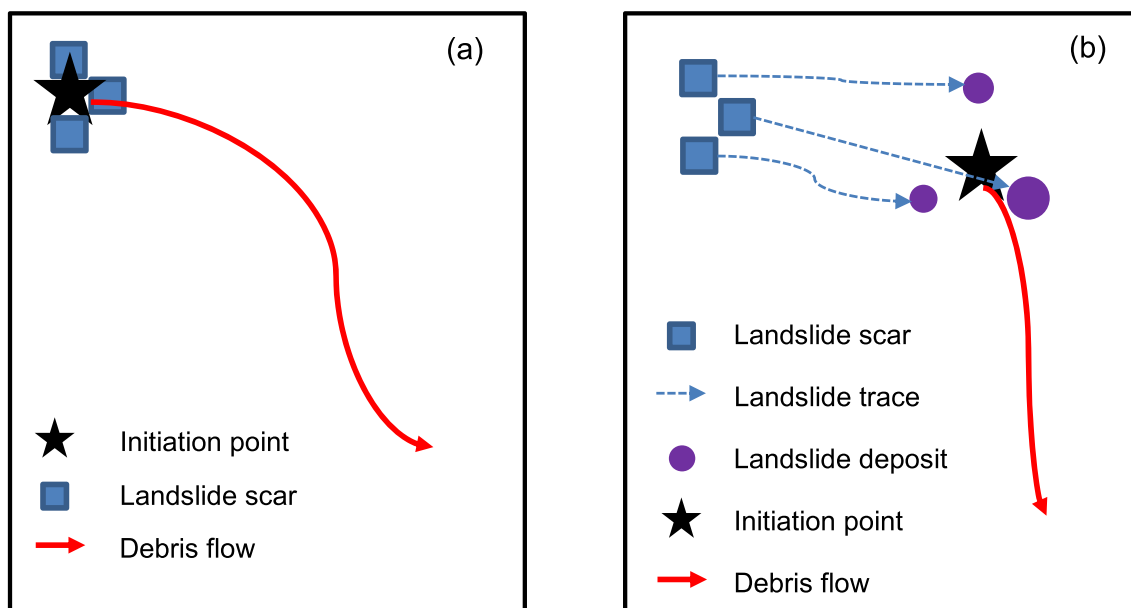 (a)
Initiation point
Landslide scar
Debris flow
(b)
Landslide scar
Landslide trace
Landslide deposit
Initiation point
Debris flow